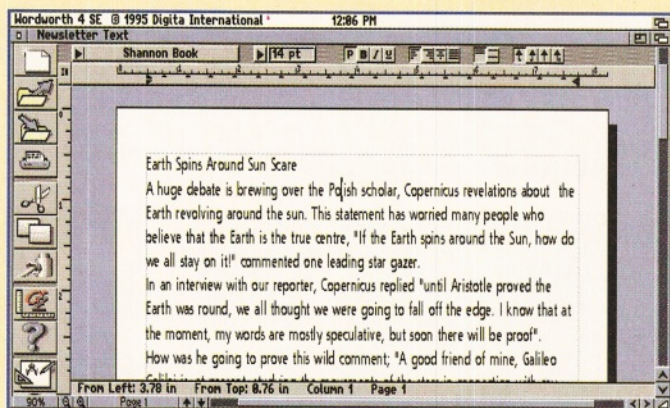 Wordworth 4 SE © 1995 Digita International 12:06 PM
Newsletter Text
Shannon Book 14 pt P B I U
Earth Spins Around Sun Scare
A huge debate is brewing over the Polish scholar, Copernicus revelations about the
Earth revolving around the sun. This statement has worried many people who
believe that the Earth is the true centre, "If the Earth spins around the Sun, how do
we all stay on it!" commented one leading star gazer.
In an interview with our reporter, Copernicus replied "until Aristotle proved the
Earth was round, we all thought we were going to fall off the edge. I know that at
the moment, my words are mostly speculative, but soon there will be proof".
How was he going to prove this wild comment; "A good friend of mine, Galileo
From Left: 3.78 in From Top: 0.76 in Column 1 Page 1
90% Page 1